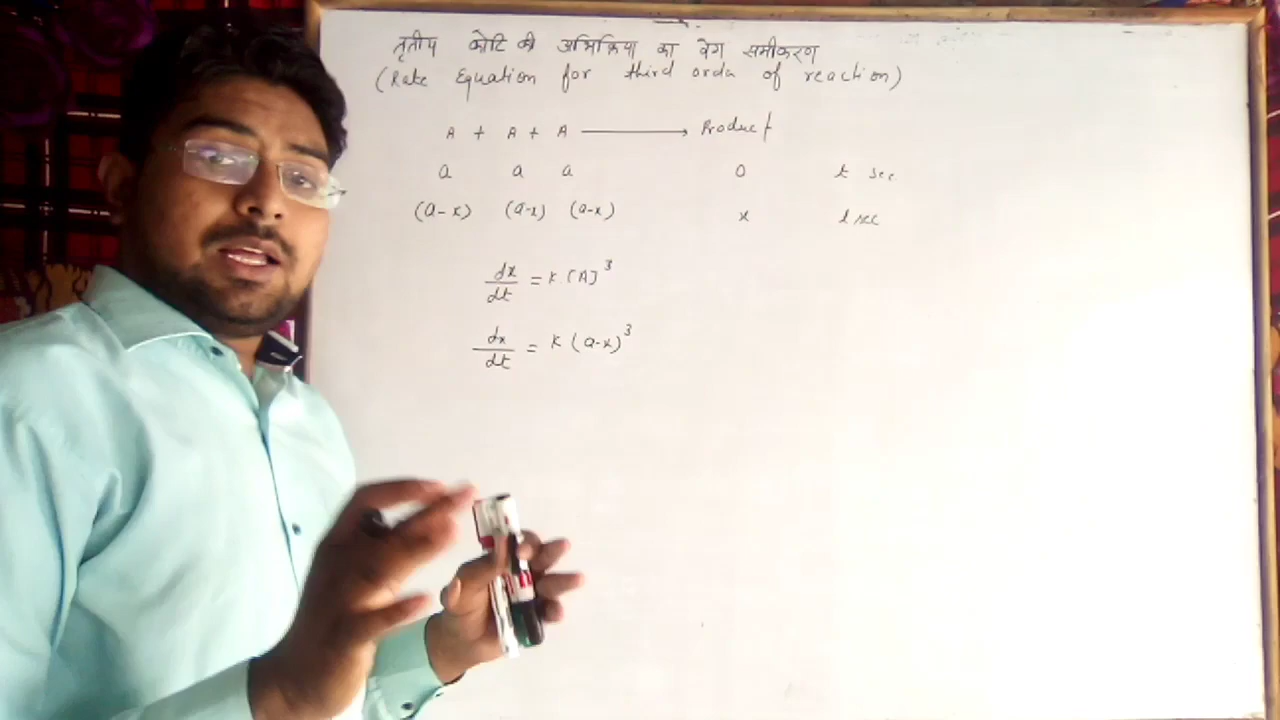 तृतीय कोटि की अभिक्रिया का वेग समीकरण
(Rate Equation for third order of reaction)
A + A + A ⟶ Product
a a a 0 t sec
(a-x) (a-x) (a-x) x t sec
dx/dt = K [A]³
dx/dt = K (a-x)³